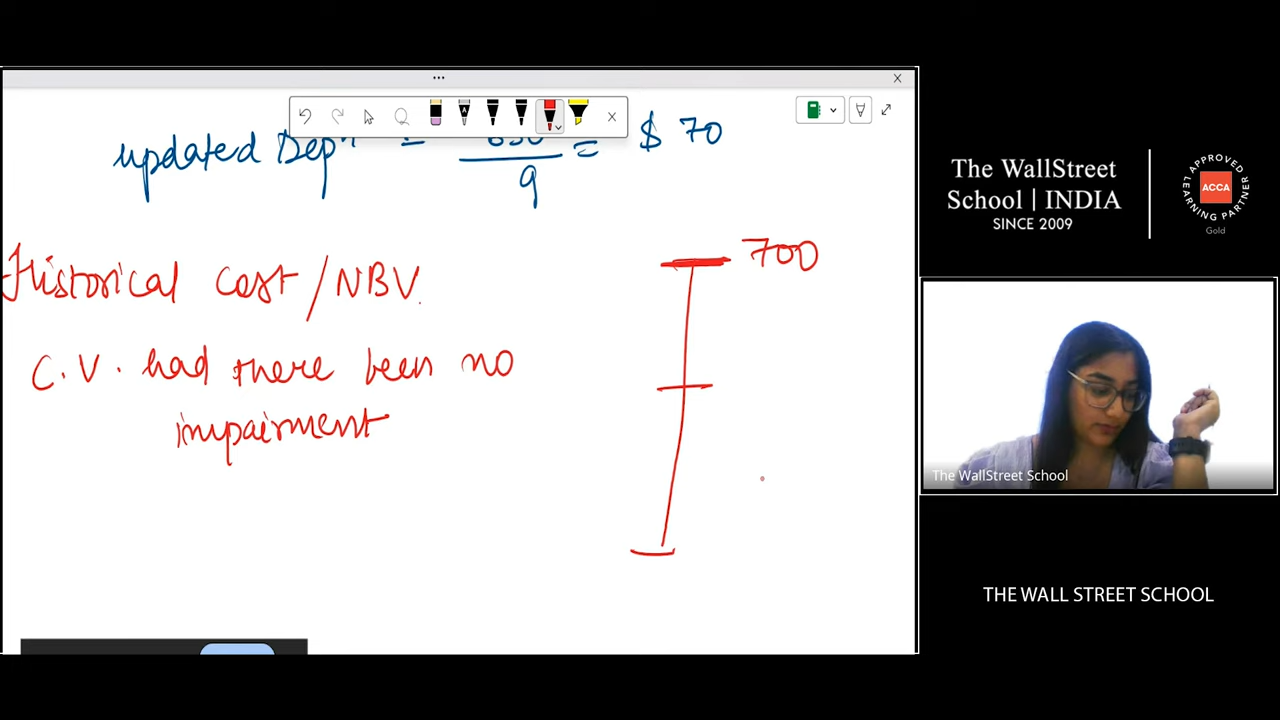 updated Depⁿ = 630 = $ 70
9
Historical cost/NBV.
700
C.V. had there been no
impairment
The WallStreet
School | INDIA
SINCE 2009
APPROVED
ACCA
LEARNING PARTNER
Gold
The WallStreet School
THE WALL STREET SCHOOL